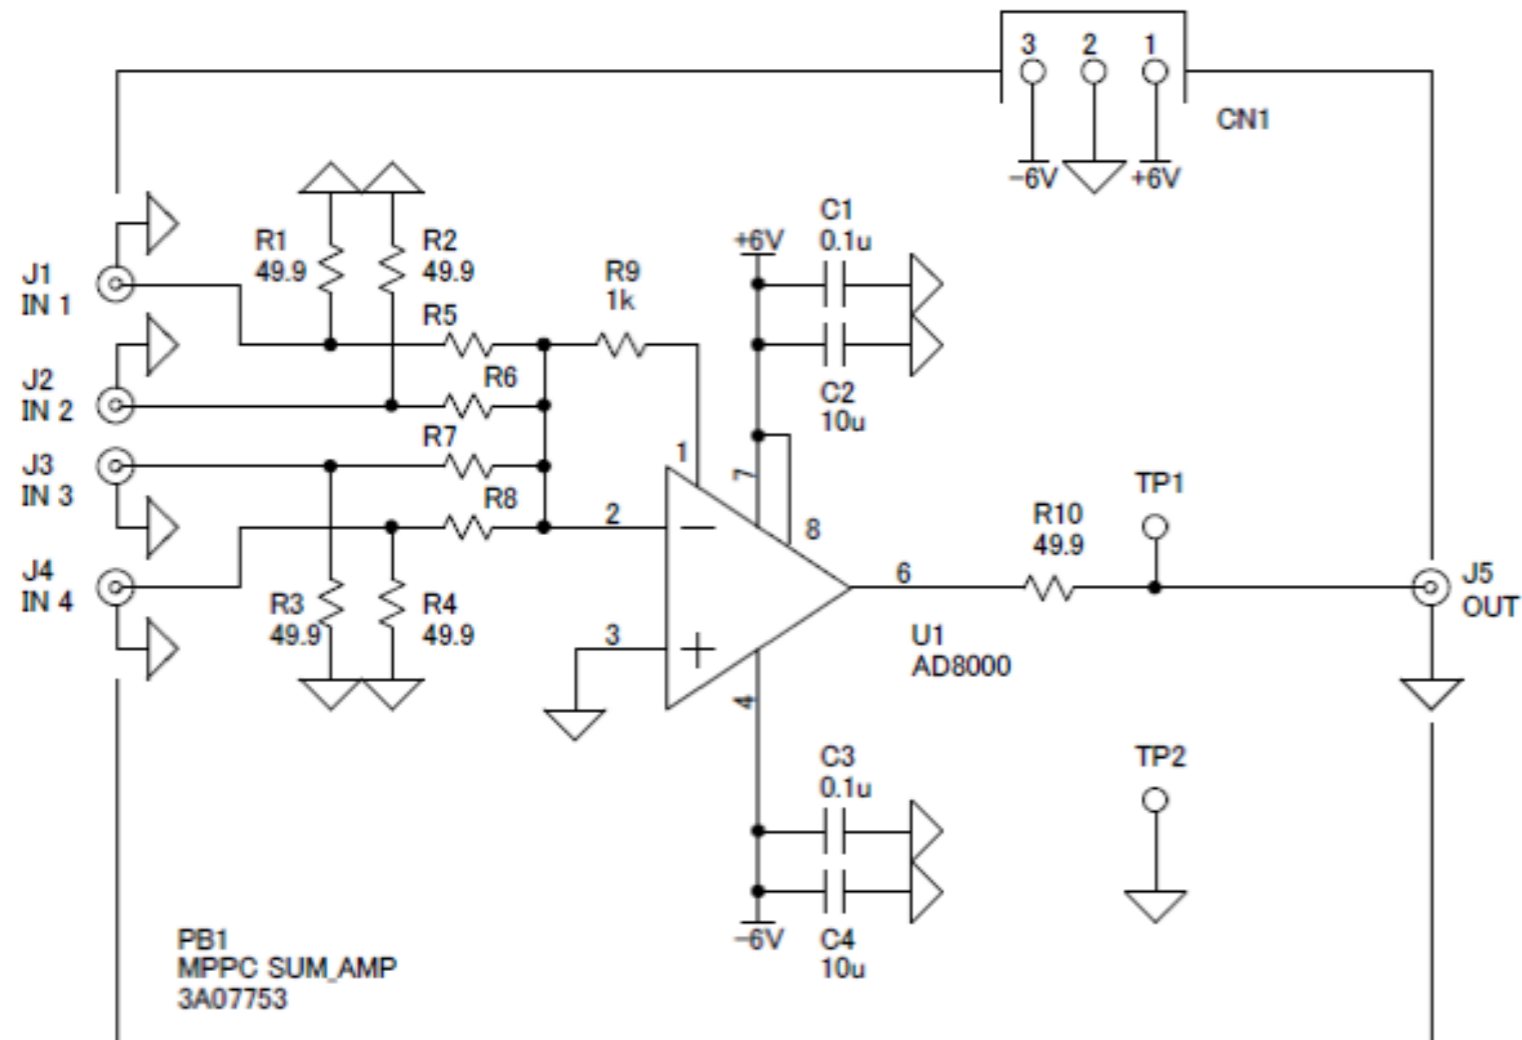 3 2 1
CN1
-6V +6V
C1
0.1u
+6V
R1
49.9
R2
49.9
J1
IN 1
R9
1k
R5
J2
IN 2
R6
C2
10u
R7
J3
IN 3
1
7
R8
TP1
2
8
R10
49.9
J4
IN 4
6
J5
OUT
R3
49.9
R4
49.9
3
U1
AD8000
4
C3
0.1u
TP2
-6V
C4
10u
PB1
MPPC SUM_AMP
3A07753